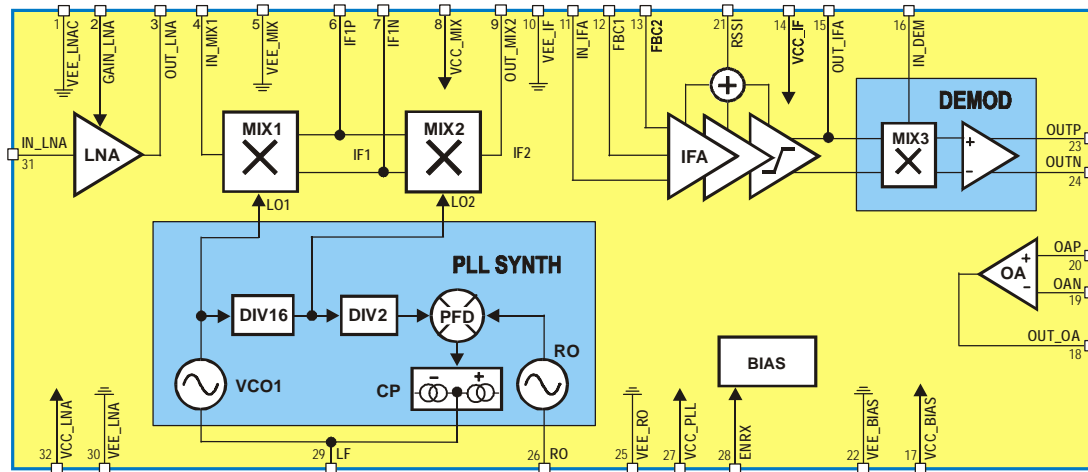 1
VEE_LNAC
2
GAIN_LNA
3
OUT_LNA
4
IN_MIX1
5
VEE_MIX
6
IF1P
7
IF1N
8
VCC_MIX
9
OUT_MIX2
10
VEE_IF
11
IN_IFA
12
FBC1
13
FBC2
21
RSSI
14
VCC_IF
15
OUT_IFA
16
IN_DEM
IN_LNA
31
LNA
MIX1
IF1
MIX2
IF2
IFA
+
DEMOD
MIX3
+
−
OUTP
23
OUTN
24
LO1
LO2
PLL SYNTH
DIV16
DIV2
PFD
RO
VCO1
CP
−
+
BIAS
OA
+
−
OAP
20
OAN
19
OUT_OA
18
32
VCC_LNA
30
VEE_LNA
29
LF
26
RO
25
VEE_RO
27
VCC_PLL
28
ENRX
22
VEE_BIAS
17
VCC_BIAS